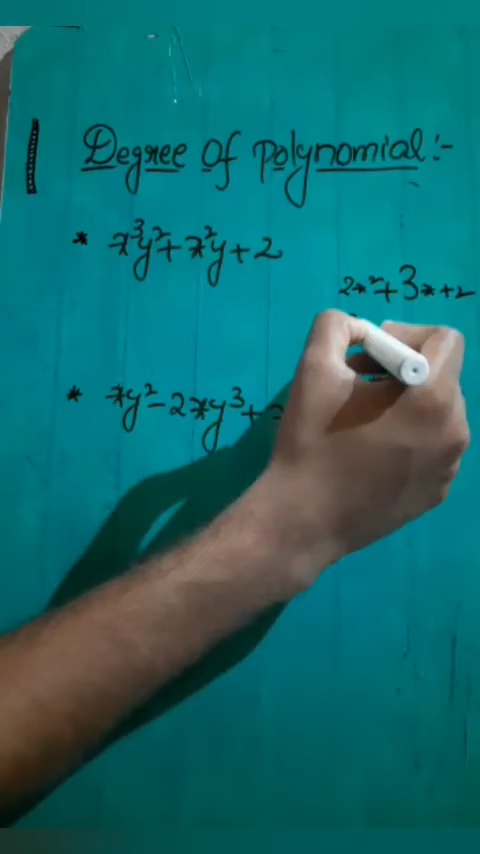 Degree of Polynomial :-
* x³y² + x²y + 2
2x² + 3x + 2
* xy² - 2xy³ +